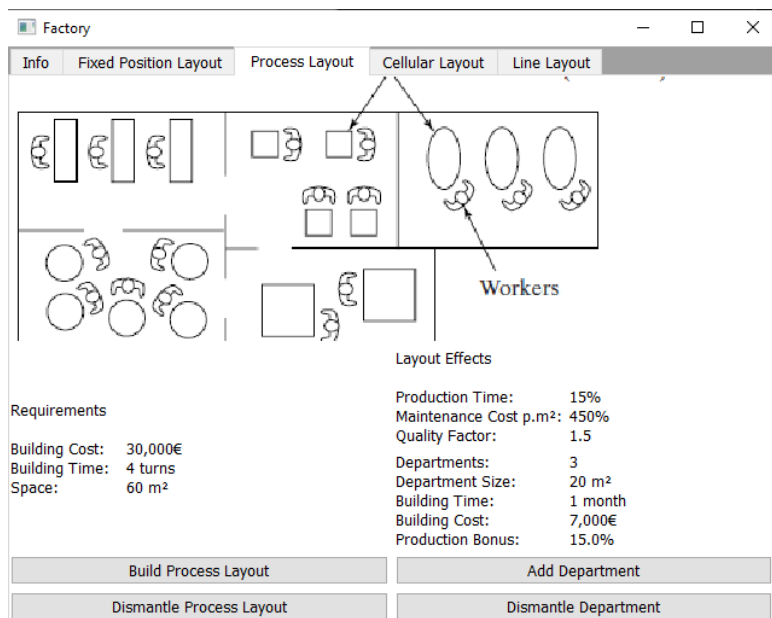 Factory
Info Fixed Position Layout Process Layout Cellular Layout Line Layout
Workers
Layout Effects
Production Time: 15%
Maintenance Cost p.m²: 450%
Quality Factor: 1.5
Requirements
Building Cost: 30,000€
Building Time: 4 turns
Space: 60 m²
Departments: 3
Department Size: 20 m²
Building Time: 1 month
Building Cost: 7,000€
Production Bonus: 15.0%
Build Process Layout
Add Department
Dismantle Process Layout
Dismantle Department